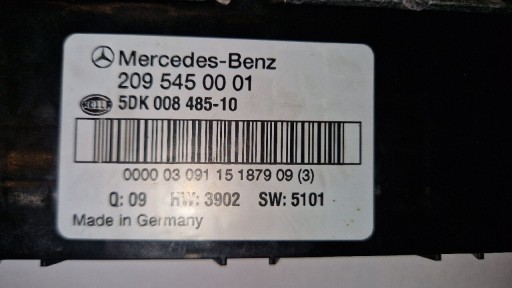 Mercedes-Benz
209 545 00 01
HELLA 5DK 008 485-10
0000 03 091 15 1879 09 (3)
Q: 09 HW: 3902 SW: 5101
Made in Germany